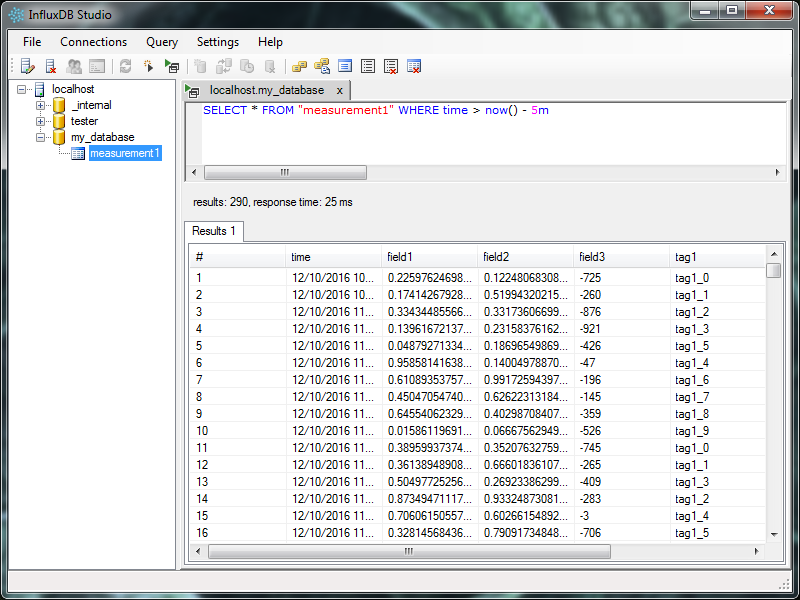 InfluxDB Studio
File Connections Query Settings Help
localhost
_internal
tester
my_database
measurement1
localhost.my_database x
SELECT * FROM "measurement1" WHERE time > now() - 5m
results: 290, response time: 25 ms
Results 1
# time field1 field2 field3 tag1
1 12/10/2016 10... 0.22597624698... 0.12248068308... -725 tag1_0
2 12/10/2016 10... 0.17414267928... 0.51994320215... -260 tag1_1
3 12/10/2016 11... 0.33434485566... 0.33173606699... -876 tag1_2
4 12/10/2016 11... 0.13961672137... 0.23158376162... -921 tag1_3
5 12/10/2016 11... 0.04879271334... 0.18696549869... -426 tag1_5
6 12/10/2016 11... 0.95858141638... 0.14004978870... -47 tag1_4
7 12/10/2016 11... 0.61089353757... 0.99172594397... -196 tag1_6
8 12/10/2016 11... 0.45047054740... 0.62622313184... -145 tag1_7
9 12/10/2016 11... 0.64554062329... 0.40298708407... -359 tag1_8
10 12/10/2016 11... 0.01586119691... 0.06667562949... -526 tag1_9
11 12/10/2016 11... 0.38959937374... 0.35207632759... -745 tag1_0
12 12/10/2016 11... 0.36138948908... 0.66601836107... -265 tag1_1
13 12/10/2016 11... 0.50497725256... 0.26923386299... -409 tag1_3
14 12/10/2016 11... 0.87349471117... 0.93324873081... -283 tag1_2
15 12/10/2016 11... 0.70606150557... 0.60266154892... -3 tag1_4
16 12/10/2016 11... 0.32814568436... 0.79091734848... -706 tag1_5